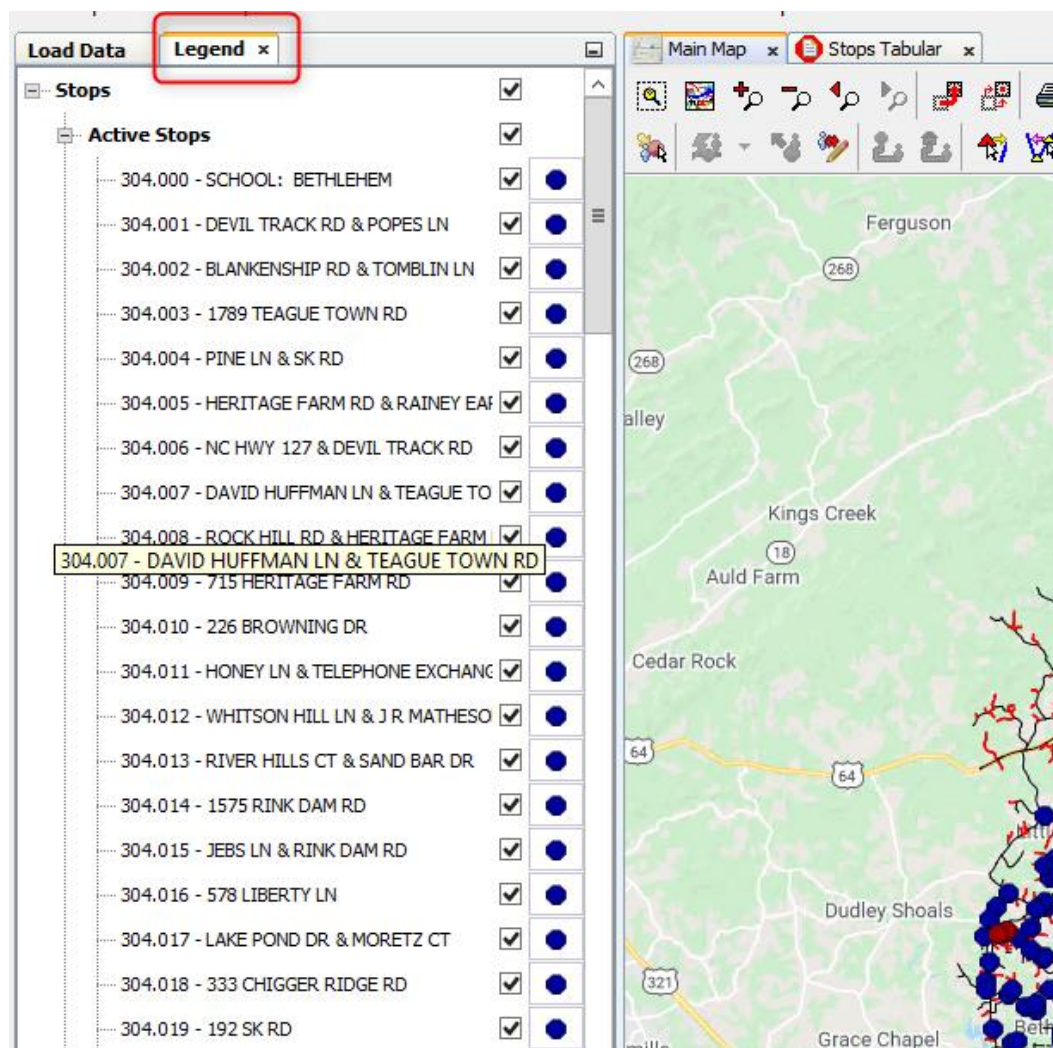 Load Data
Legend ×
Main Map ×
Stops Tabular ×
Stops
Active Stops
304.000 - SCHOOL: BETHLEHEM
304.001 - DEVIL TRACK RD & POPES LN
304.002 - BLANKENSHIP RD & TOMBLIN LN
304.003 - 1789 TEAGUE TOWN RD
304.004 - PINE LN & SK RD
304.005 - HERITAGE FARM RD & RAINEY
304.006 - NC HWY 127 & DEVIL TRACK RD
304.007 - DAVID HUFFMAN LN & TEAGUE TO
304.008 - ROCK HILL RD & HERITAGE FARM
304.007 - DAVID HUFFMAN LN & TEAGUE TOWN RD
304.009 - 715 HERITAGE FARM RD
304.010 - 226 BROWNING DR
304.011 - HONEY LN & TELEPHONE EXCHANG
304.012 - WHITSON HILL LN & J R MATHESO
304.013 - RIVER HILLS CT & SAND BAR DR
304.014 - 1575 RINK DAM RD
304.015 - JEBS LN & RINK DAM RD
304.016 - 578 LIBERTY LN
304.017 - LAKE POND DR & MORETZ CT
304.018 - 333 CHIGGER RIDGE RD
304.019 - 192 SK RD
Ferguson
268
268
alley
Kings Creek
18
Auld Farm
Cedar Rock
64
64
Dudley Shoals
321
Beth
Grace Chapel